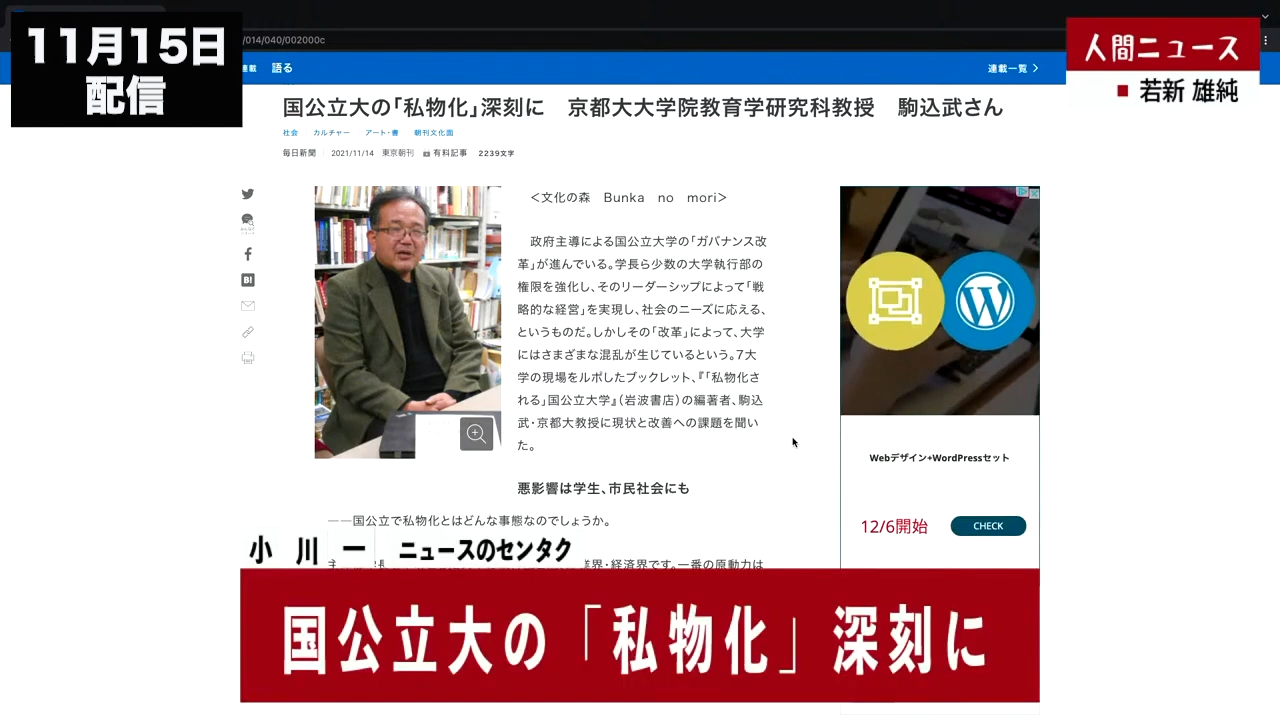 11月15日
配信
/014/040/002000c
連載 語る
連載一覧
人間ニュース
若新 雄純
国公立大の「私物化」深刻に 京都大大学院教育学研究科教授 駒込武さん
社会 カルチャー アート・書 朝刊文化面
毎日新聞 2021/11/14 東京朝刊 有料記事 2239文字
＜文化の森 Bunka no mori＞
政府主導による国公立大学の「ガバナンス改
革」が進んでいる。学長ら少数の大学執行部の
権限を強化し、そのリーダーシップによって「戦
略的な経営」を実現し、社会のニーズに応える、
というものだ。しかしその「改革」によって、大学
にはさまざまな混乱が生じているという。7大
学の現場をルポしたブックレット、『「私物化さ
れる」国公立大学』（岩波書店）の編著者、駒込
武・京都大教授に現状と改善への課題を聞い
た。
悪影響は学生、市民社会にも
――国公立で私物化とはどんな事態なのでしょうか。
業界・経済界です。一番の原動力は
B!
Webデザイン+WordPressセット
12/6開始
CHECK
小川一 ニュースのセンタク
国公立大の「私物化」深刻に